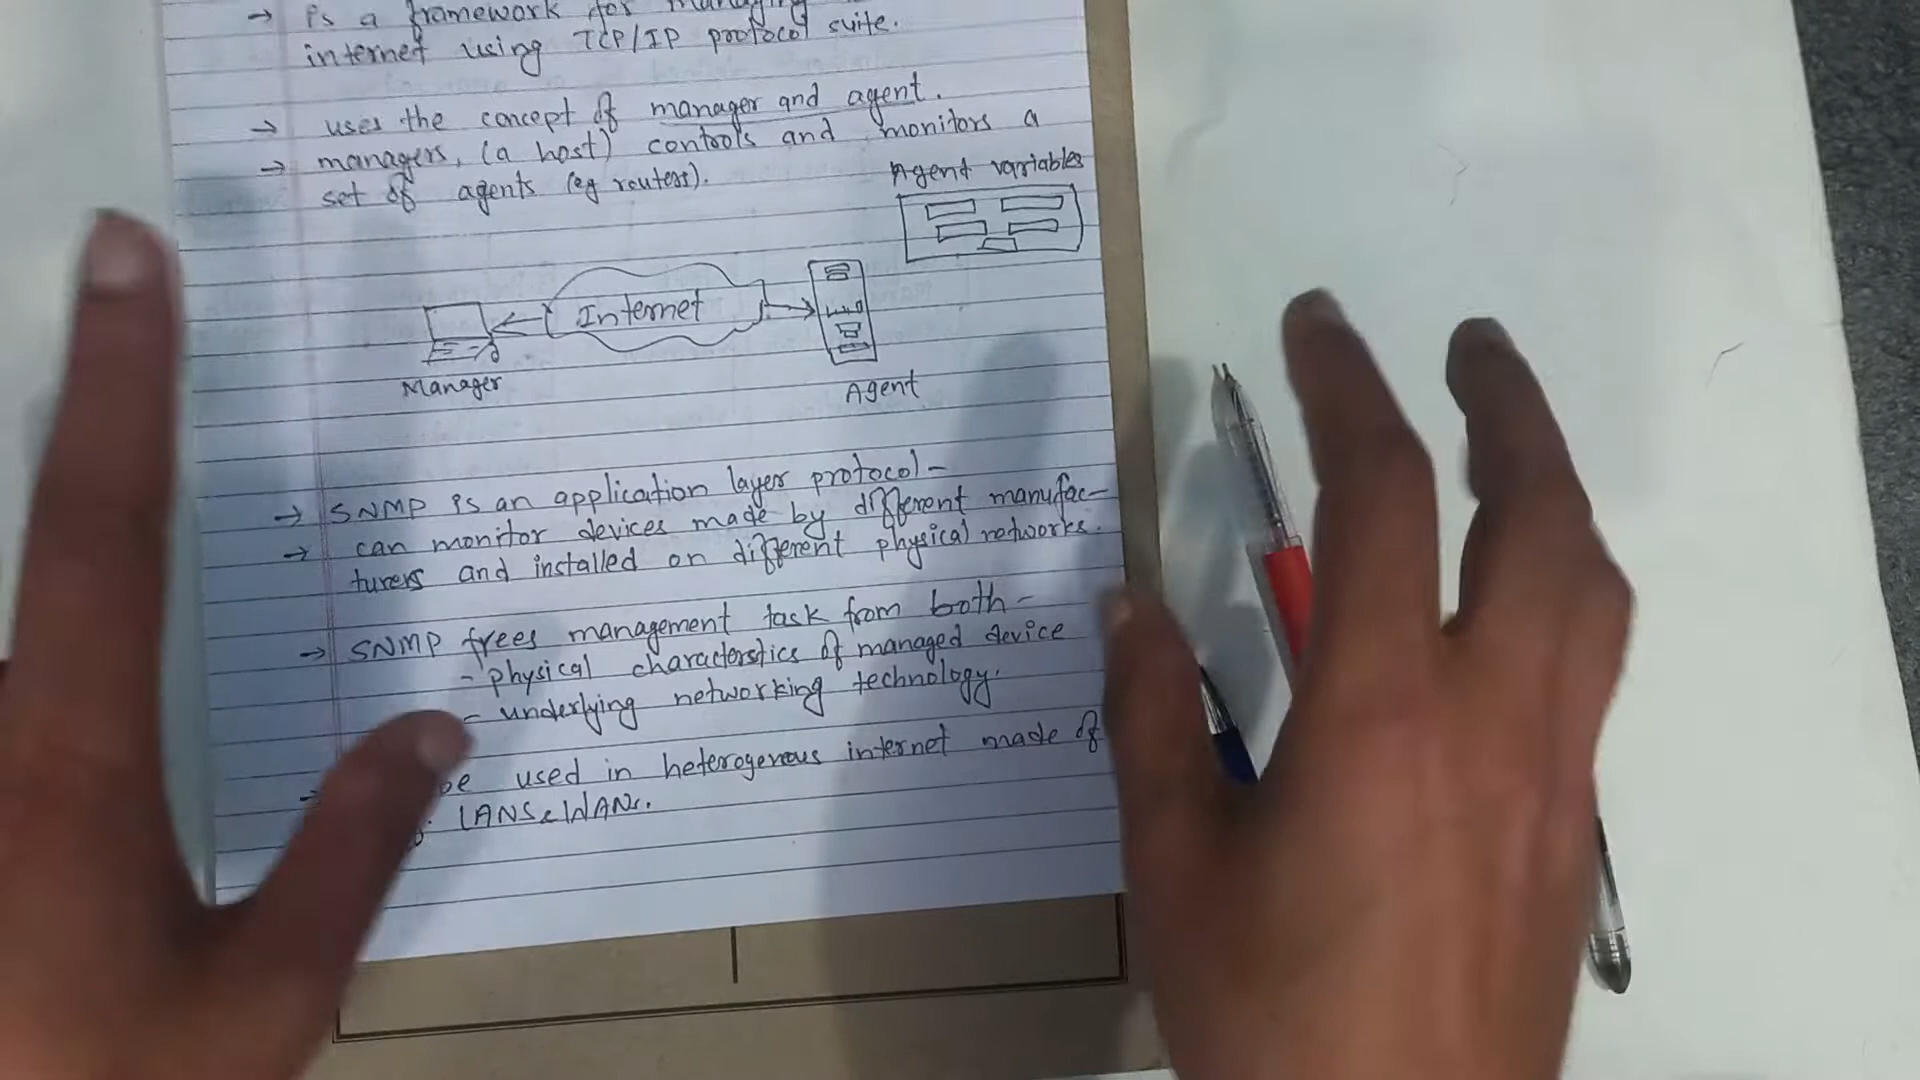 → is a framework for managing
internet using TCP/IP protocol suite.
→ uses the concept of manager and agent.
→ managers, (a host) controls and monitors a
set of agents (eg routers).
Agent variables
Internet
Manager
Agent
→ SNMP is an application layer protocol-
→ can monitor devices made by different manufac-
turers and installed on different physical networks.
→ SNMP frees management task from both -
- physical characterstics of managed device
- underlying networking technology.
→ be used in heterogeneous internet made of
LANS & WANs.